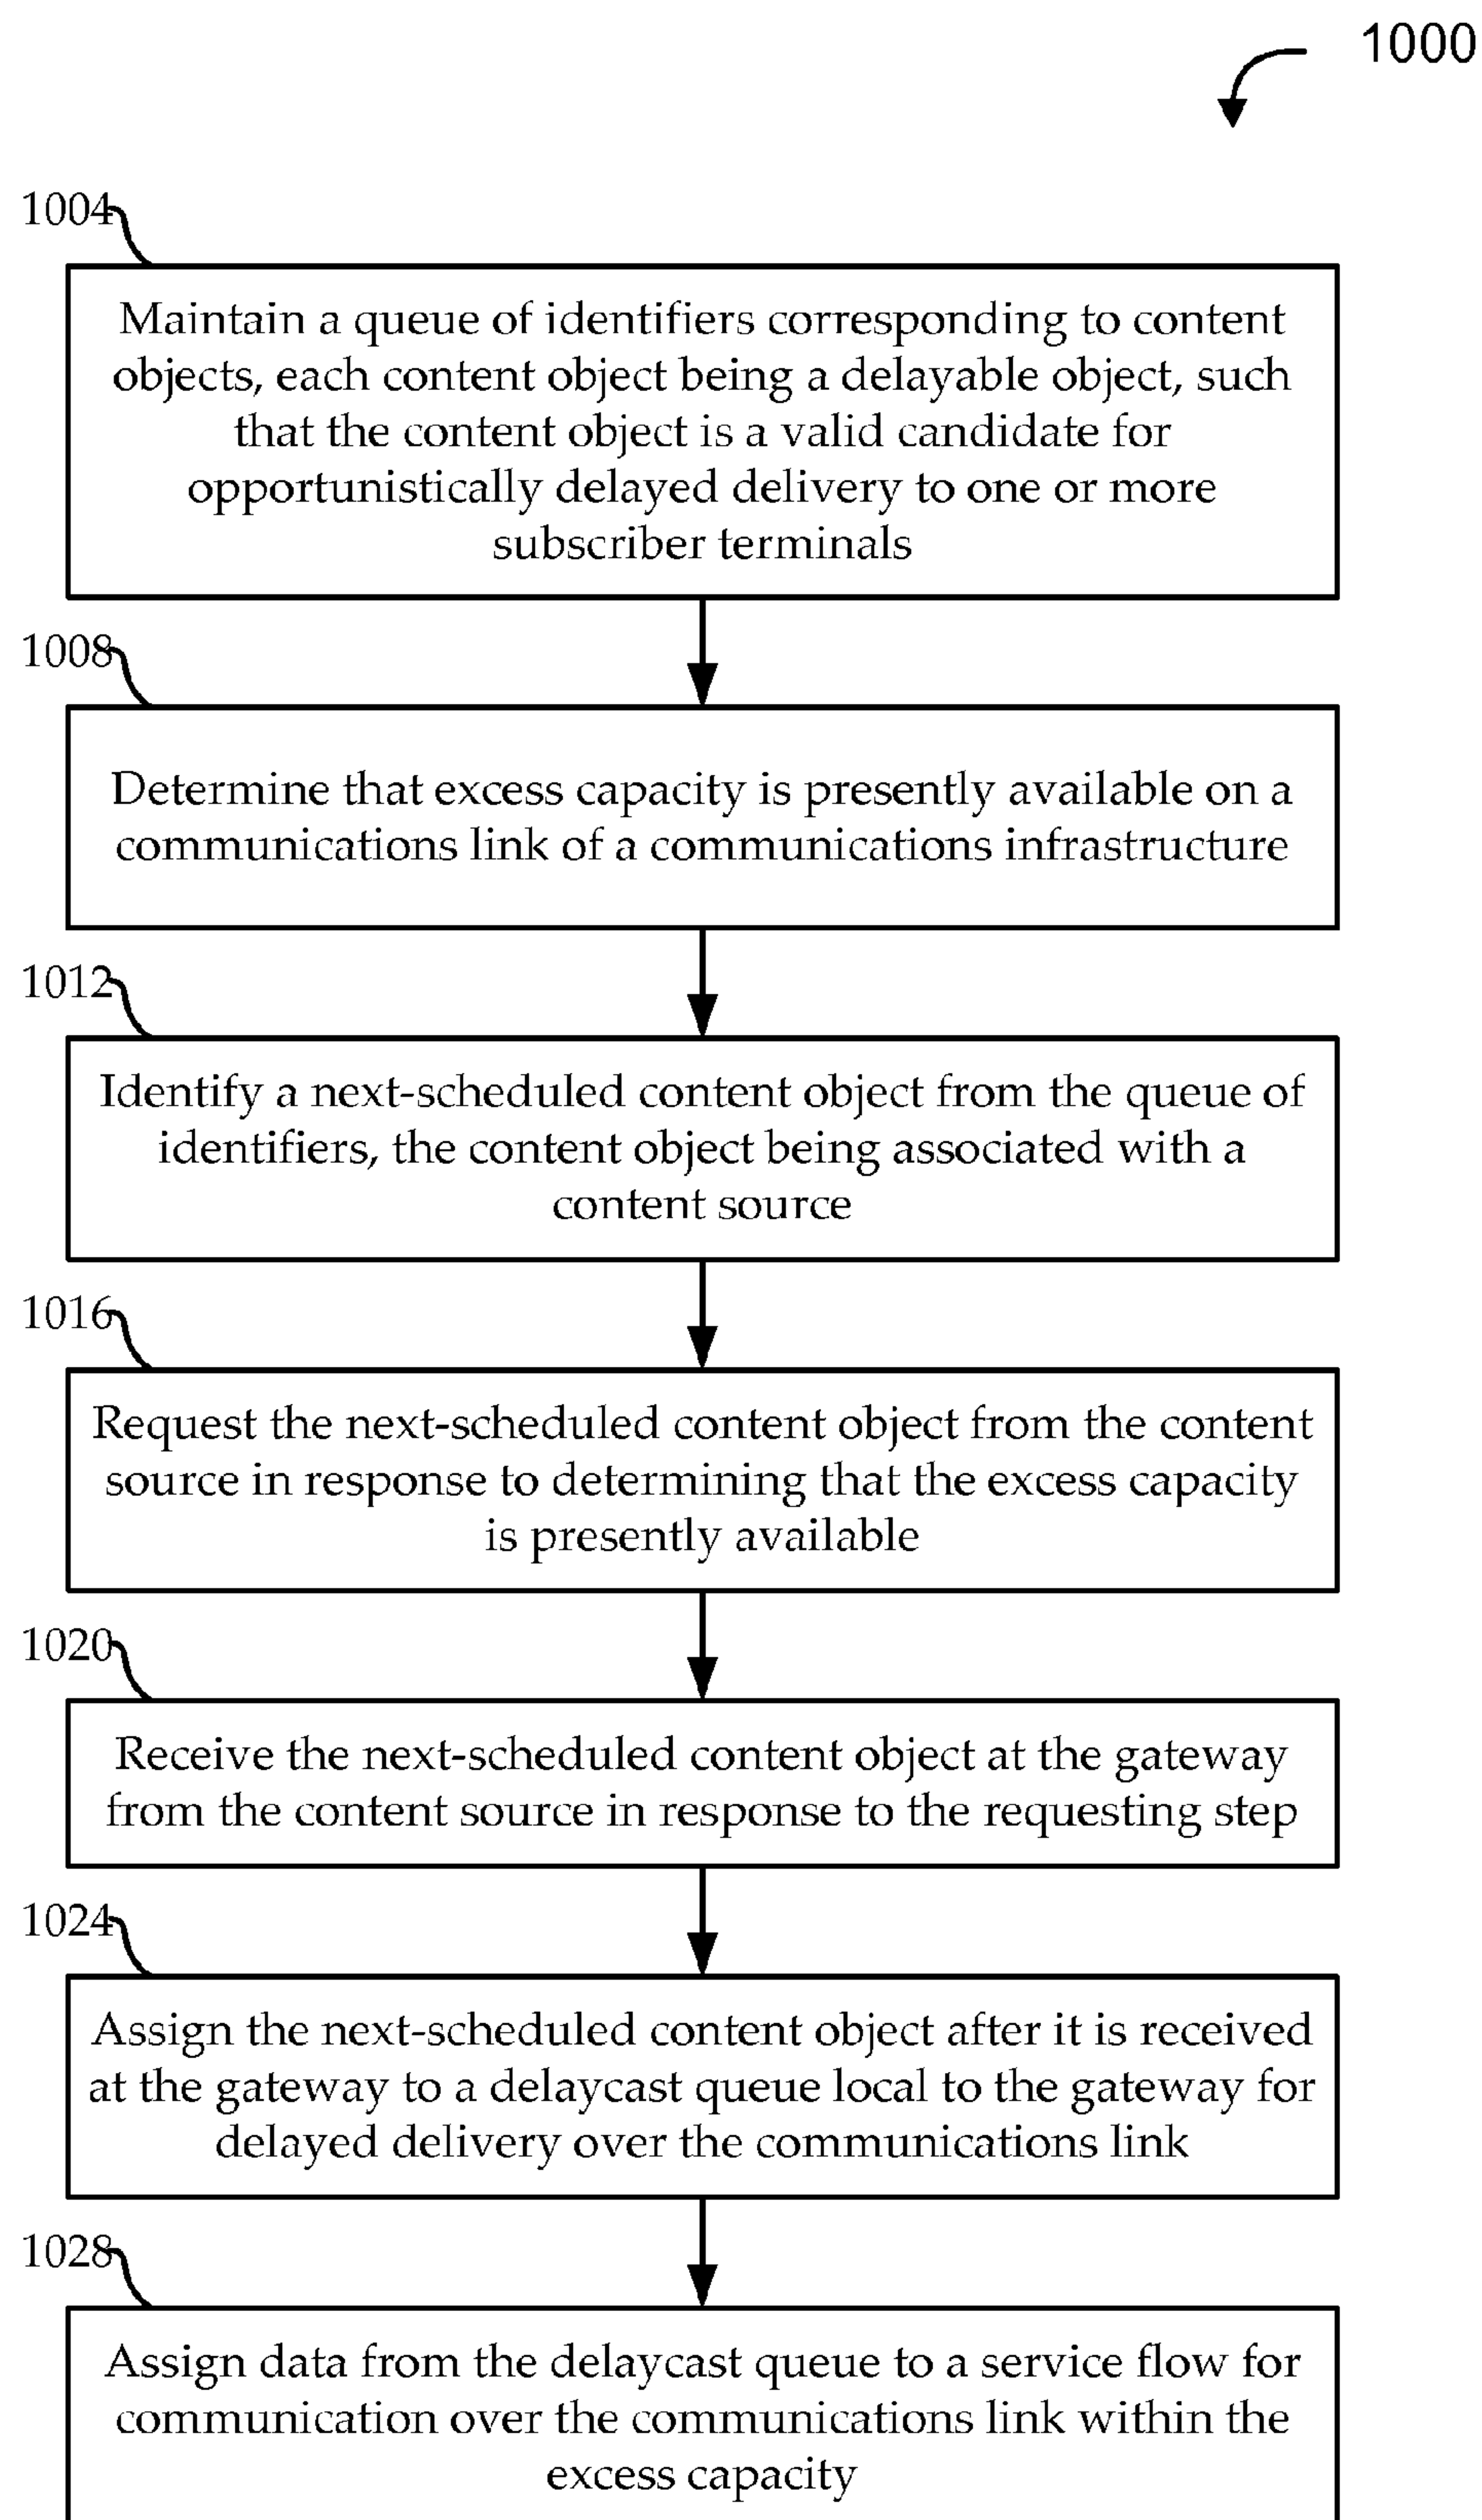 1000
1004
Maintain a queue of identifiers corresponding to content
objects, each content object being a delayable object, such
that the content object is a valid candidate for
opportunistically delayed delivery to one or more
subscriber terminals
1008
Determine that excess capacity is presently available on a
communications link of a communications infrastructure
1012
Identify a next-scheduled content object from the queue of
identifiers, the content object being associated with a
content source
1016
Request the next-scheduled content object from the content
source in response to determining that the excess capacity
is presently available
1020
Receive the next-scheduled content object at the gateway
from the content source in response to the requesting step
1024
Assign the next-scheduled content object after it is received
at the gateway to a delaycast queue local to the gateway for
delayed delivery over the communications link
1028
Assign data from the delaycast queue to a service flow for
communication over the communications link within the
excess capacity